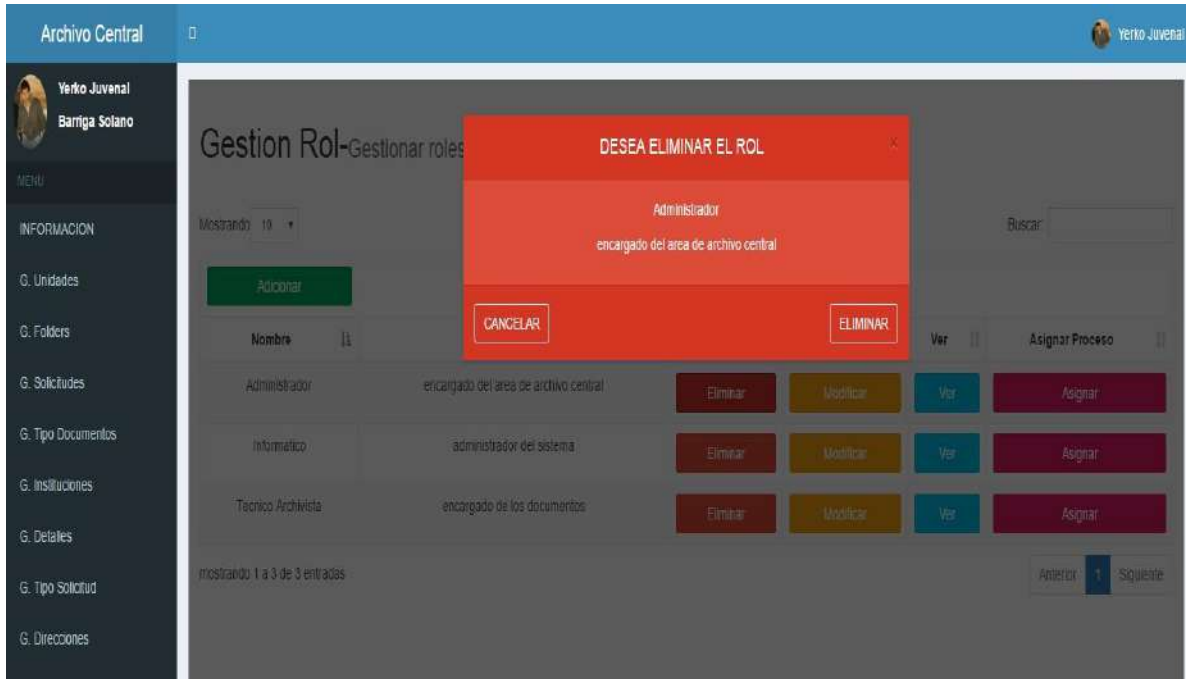 Archivo Central
Yerko Juvenal
Yerko Juvenal
Barriga Solano
MENU
INFORMACION
G. Unidades
G. Folders
G. Solicitudes
G. Tipo Documentos
G. Instituciones
G. Detalles
G. Tipo Solicitud
G. Direcciones
Gestion Rol-Gestionar roles
DESEA ELIMINAR EL ROL
x
Administrador
encargado del area de archivo central
CANCELAR
ELIMINAR
Mostrando 10
Buscar:
Adicionar
Nombre
Ver
Asignar Proceso
Administrador encargado del area de archivo central Eliminar Modificar Ver Asignar
Informatico administrador del sistema Eliminar Modificar Ver Asignar
Tecnico Archivista encargado de los documentos Eliminar Modificar Ver Asignar
mostrando 1 a 3 de 3 entradas
Anterior 1 Siguiente